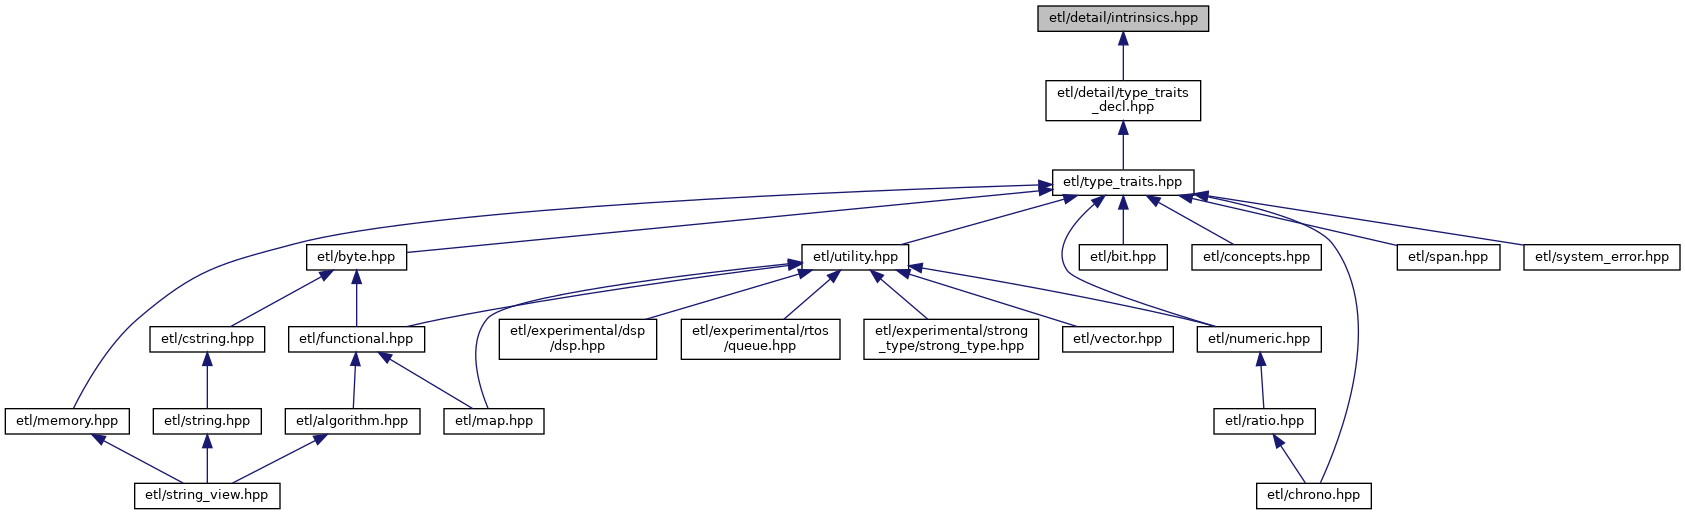 etl/detail/intrinsics.hpp
etl/detail/type_traits
_decl.hpp
etl/type_traits.hpp
etl/byte.hpp
etl/utility.hpp
etl/bit.hpp
etl/concepts.hpp
etl/span.hpp
etl/system_error.hpp
etl/cstring.hpp
etl/functional.hpp
etl/experimental/dsp
/dsp.hpp
etl/experimental/rtos
/queue.hpp
etl/experimental/strong
_type/strong_type.hpp
etl/vector.hpp
etl/numeric.hpp
etl/memory.hpp
etl/string.hpp
etl/algorithm.hpp
etl/map.hpp
etl/ratio.hpp
etl/string_view.hpp
etl/chrono.hpp